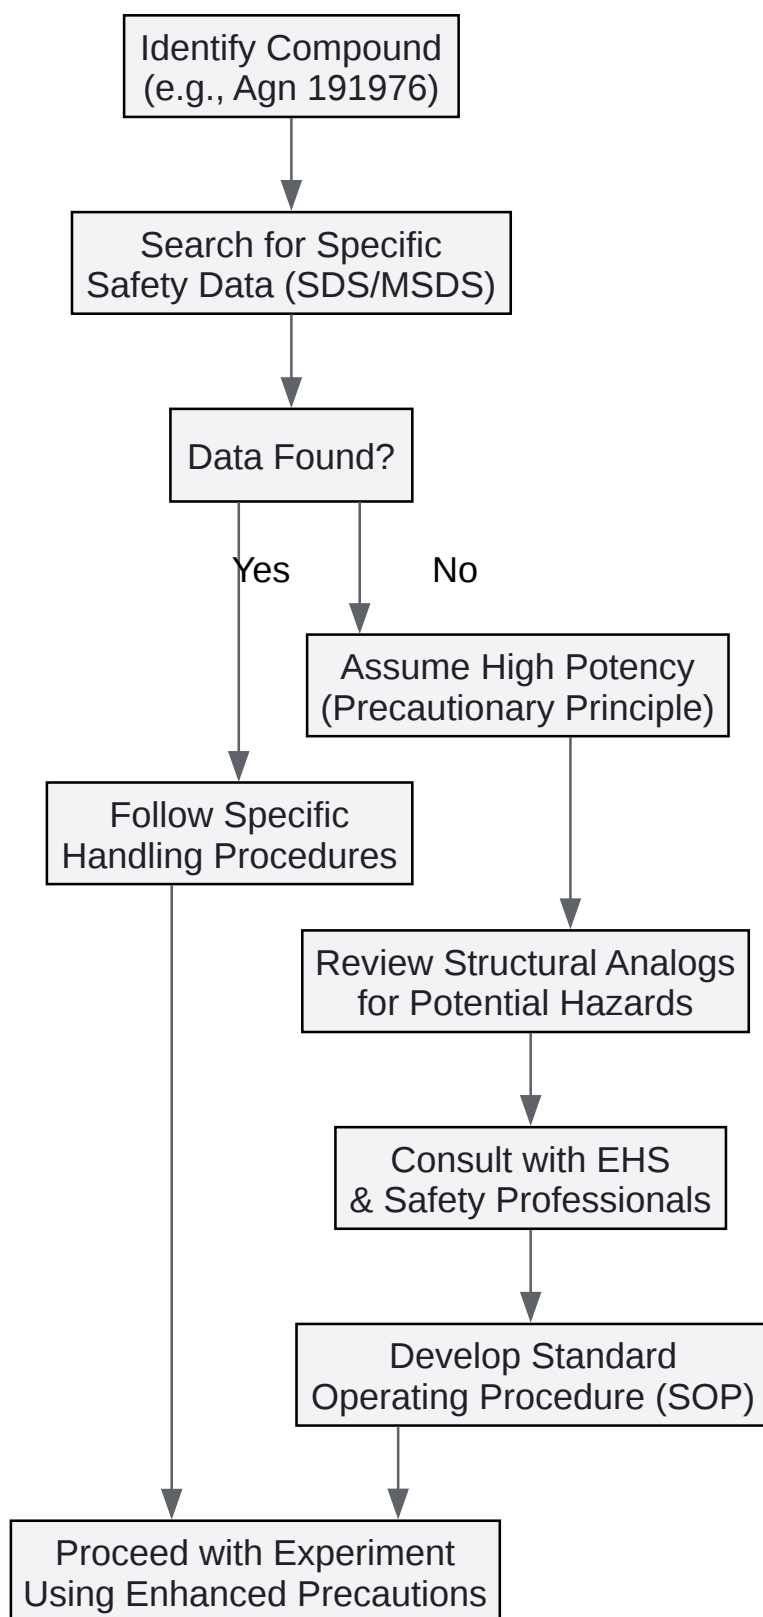 Identify Compound
(e.g., Agn 191976)
Search for Specific
Safety Data (SDS/MSDS)
Data Found?
Yes
No
Assume High Potency
(Precautionary Principle)
Follow Specific
Handling Procedures
Review Structural Analogs
for Potential Hazards
Consult with EHS
& Safety Professionals
Develop Standard
Operating Procedure (SOP)
Proceed with Experiment
Using Enhanced Precautions